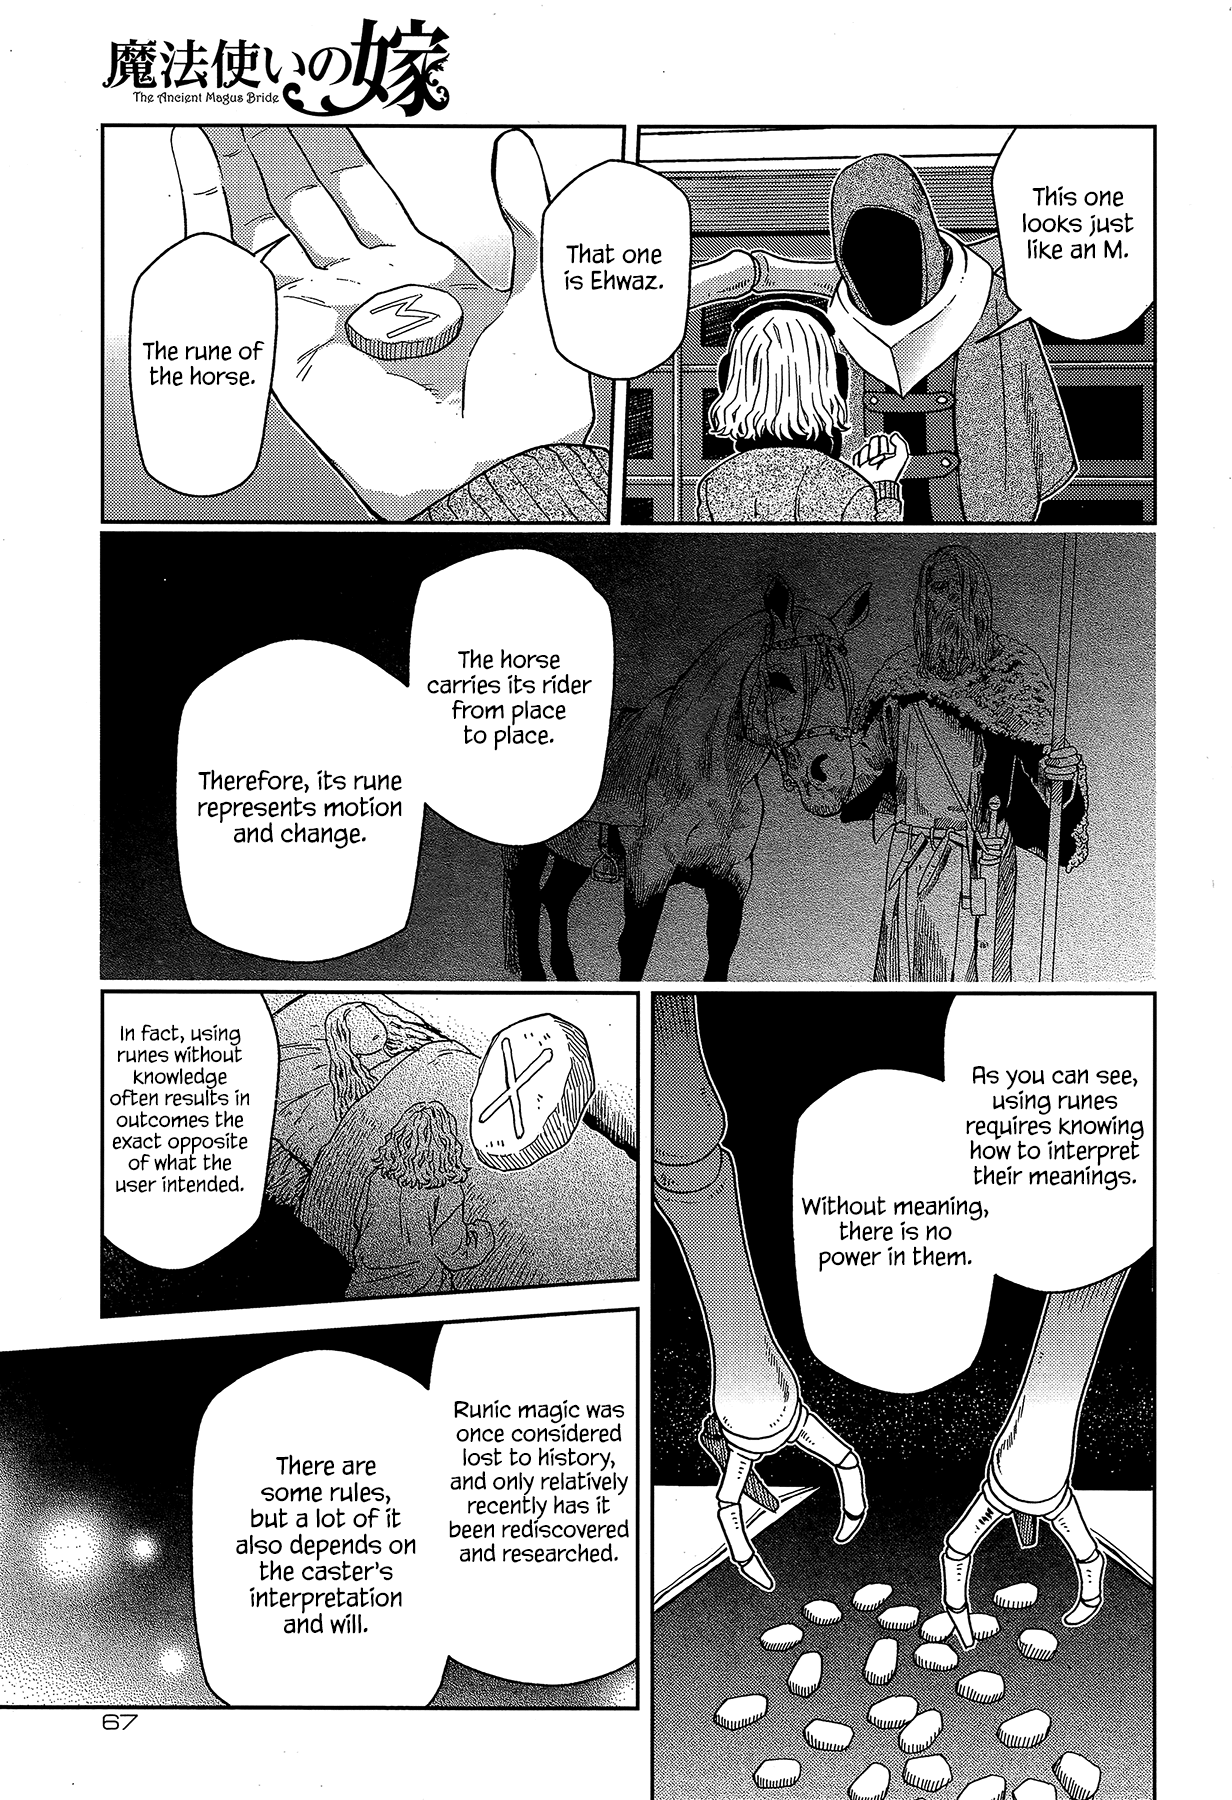 魔法使いの嫁
The Ancient Magus Bride
This one
looks just
like an M.
That one
is Ehwaz.
The rune of
the horse.
The horse
carries its rider
from place
to place.
Therefore, its rune
represents motion
and change.
As you can see,
using runes
requires knowing
how to interpret
their meanings.
Without meaning,
there is no
power in them.
In fact, using
runes without
knowledge
often results in
outcomes the
exact opposite
of what the
user intended.
Runic magic was
once considered
lost to history,
and only relatively
recently has it
been rediscovered
and researched.
There are
some rules,
but a lot of it
also depends on
the caster's
interpretation
and will.
67